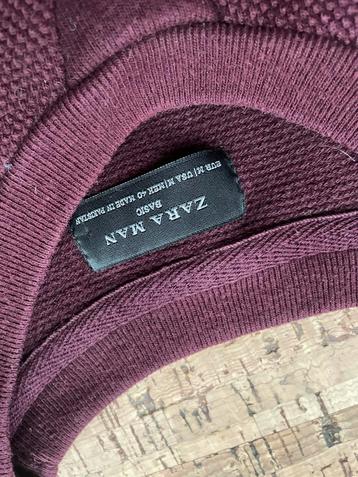 ZARA MAN
BASIC
EUR M | USA M | MEX 40 MADE IN PAKISTAN